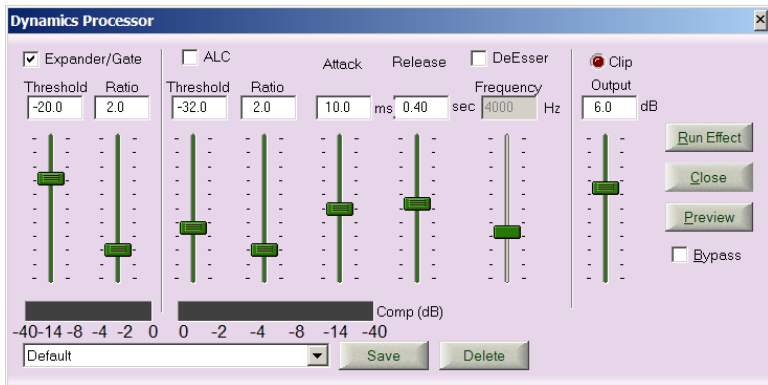 Dynamics Processor
Expander/Gate
ALC
Attack
Release
DeEsser
Clip
Threshold Ratio
Threshold Ratio
Frequency
Output
-20.0 2.0
-32.0 2.0 10.0 ms, 0.40 sec 4000 Hz
6.0 dB
Run Effect
Close
Preview
Bypass
Comp (dB)
-40-14 -8 -4 -2 0
0 -2 -4 -8 -14 -40
Default
Save
Delete